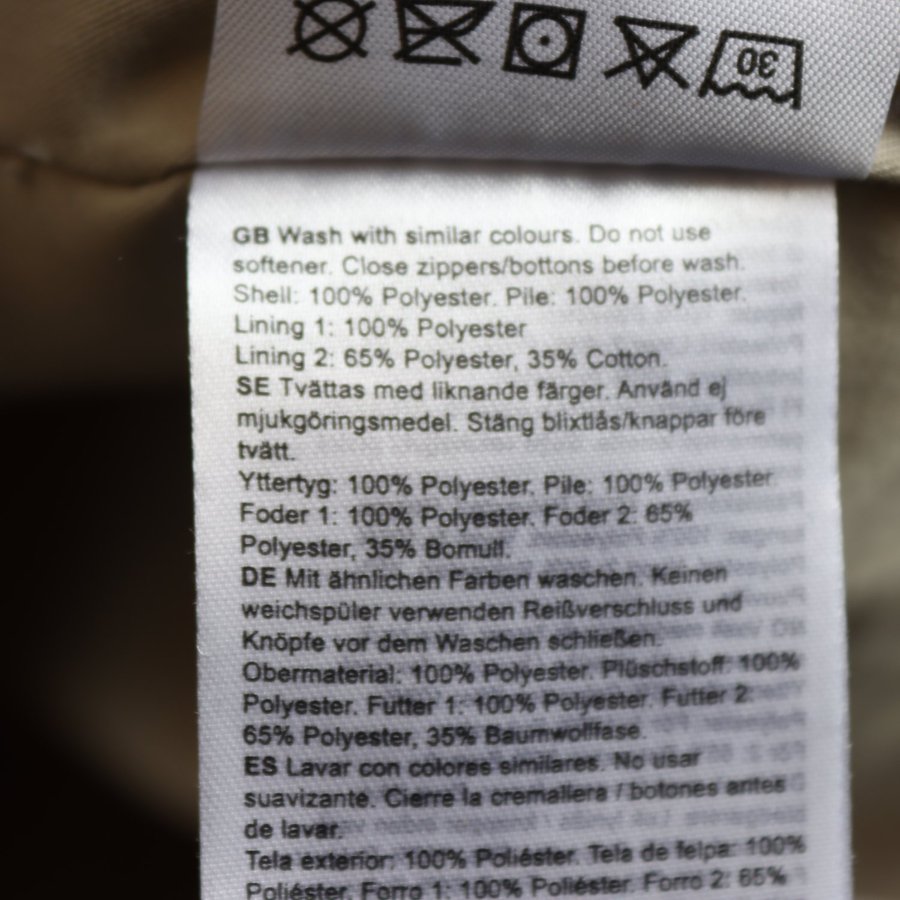 30
GB Wash with similar colours. Do not use
softener. Close zippers/bottons before wash.
Shell: 100% Polyester. Pile: 100% Polyester.
Lining 1: 100% Polyester
Lining 2: 65% Polyester, 35% Cotton.
SE Tvättas med liknande färger. Använd ej
mjukgöringsmedel. Stäng blixtlås/knappar före
tvätt.
Yttertyg: 100% Polyester. Pile: 100% Polyester.
Foder 1: 100% Polyester. Foder 2: 65%
Polyester, 35% Bomull.
DE Mit ähnlichen Farben waschen. Keinen
weichspüler verwenden Reißverschluss und
Knöpfe vor dem Waschen schließen.
Obermaterial: 100% Polyester. Plüschstoff: 100%
Polyester. Futter 1: 100% Polyester. Futter 2:
65% Polyester, 35% Baumwollfase.
ES Lavar con colores similares. No usar
suavizante. Cierre la cremallera / botones antes
de lavar.
Tela exterior: 100% Poliéster. Tela de felpa: 100%
Poliéster. Forro 1: 100% Poliéster. Forro 2: 65%